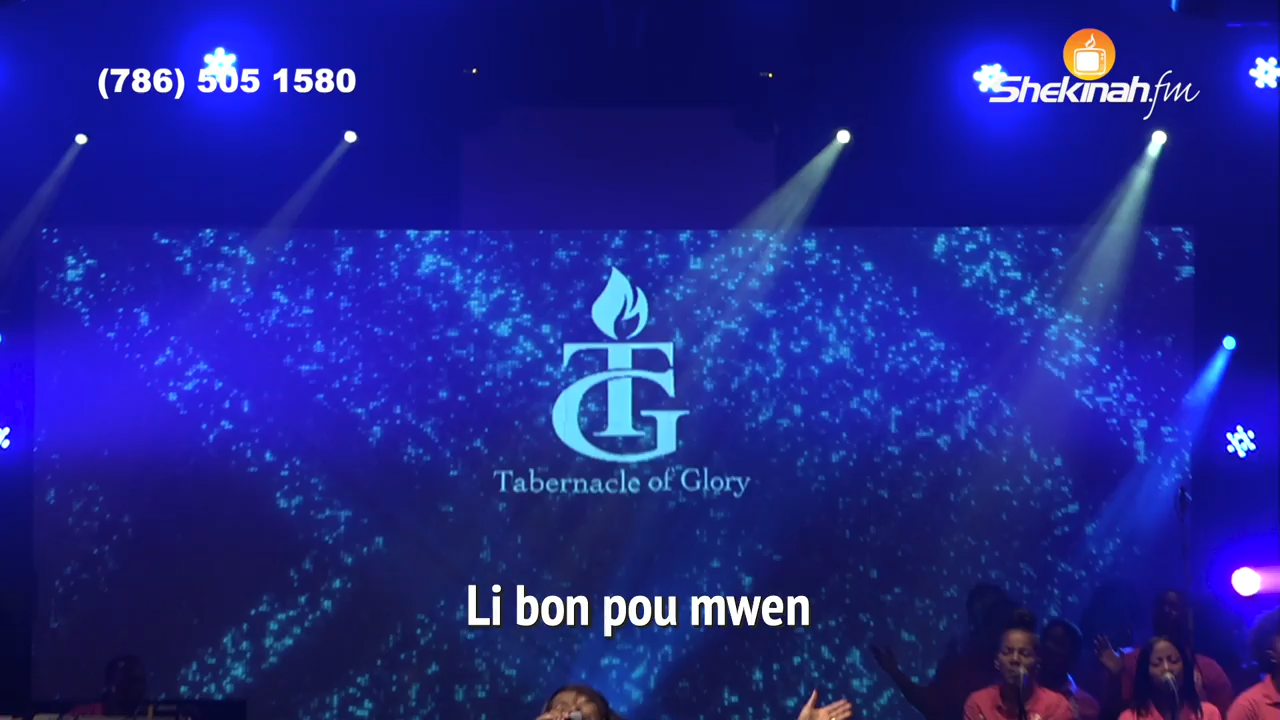 (786) 505 1580
Shekinah.fm
TG
Tabernacle of Glory
Li bon pou mwen